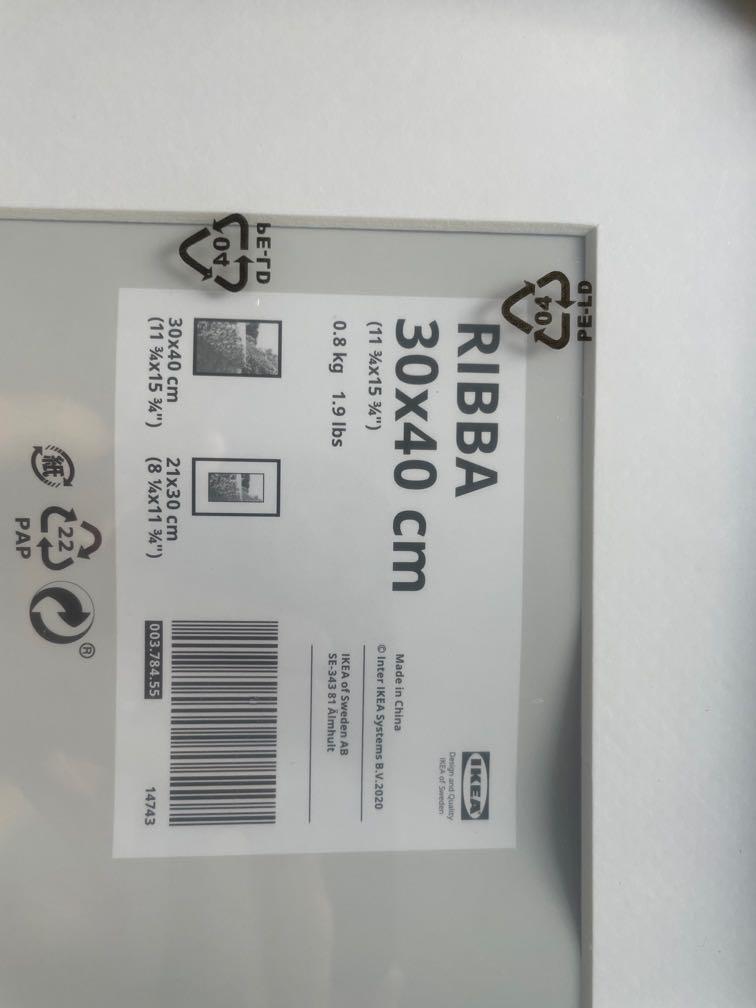 PE-LD
04
PE-LD
04
RIBBA
30x40 cm
(11 ¾x15 ¾")
0.8 kg 1.9 lbs
30x40 cm
(11 ¾x15 ¾")
21x30 cm
(8 ¼x11 ¾")
IKEA
Design and Quality
IKEA of Sweden
Made in China
© Inter IKEA Systems B.V. 2020
IKEA of Sweden AB
SE-343 81 Älmhult
003.784.55
14743
紙
22
PAP
®